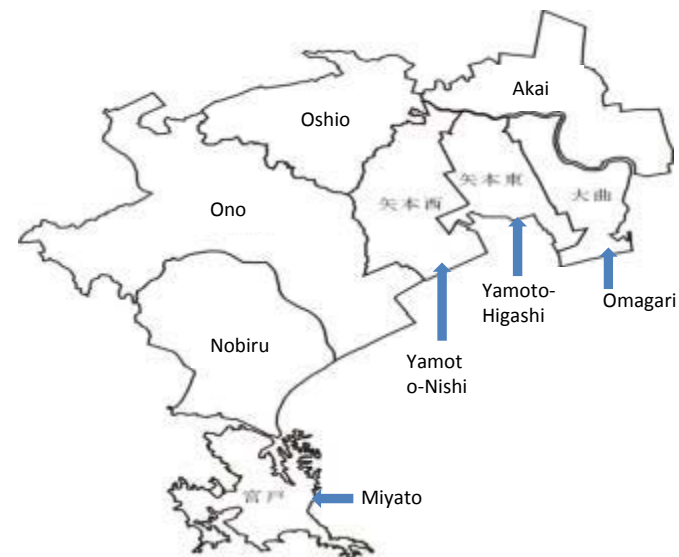 Akai
Oshio
矢本東
大曲
矢本西
Ono
Yamoto-
Higashi
Omagari
Nobiru
Yamot
o-Nishi
宮戸
Miyato